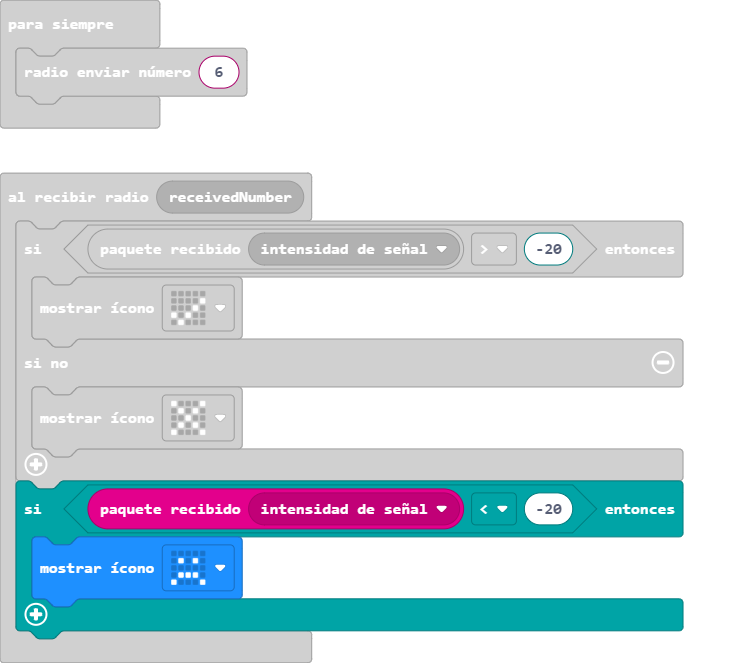 para siempre
radio enviar número 6
al recibir radio receivedNumber
si paquete recibido intensidad de señal > -20 entonces
mostrar ícono
si no
mostrar ícono
si paquete recibido intensidad de señal < -20 entonces
mostrar ícono